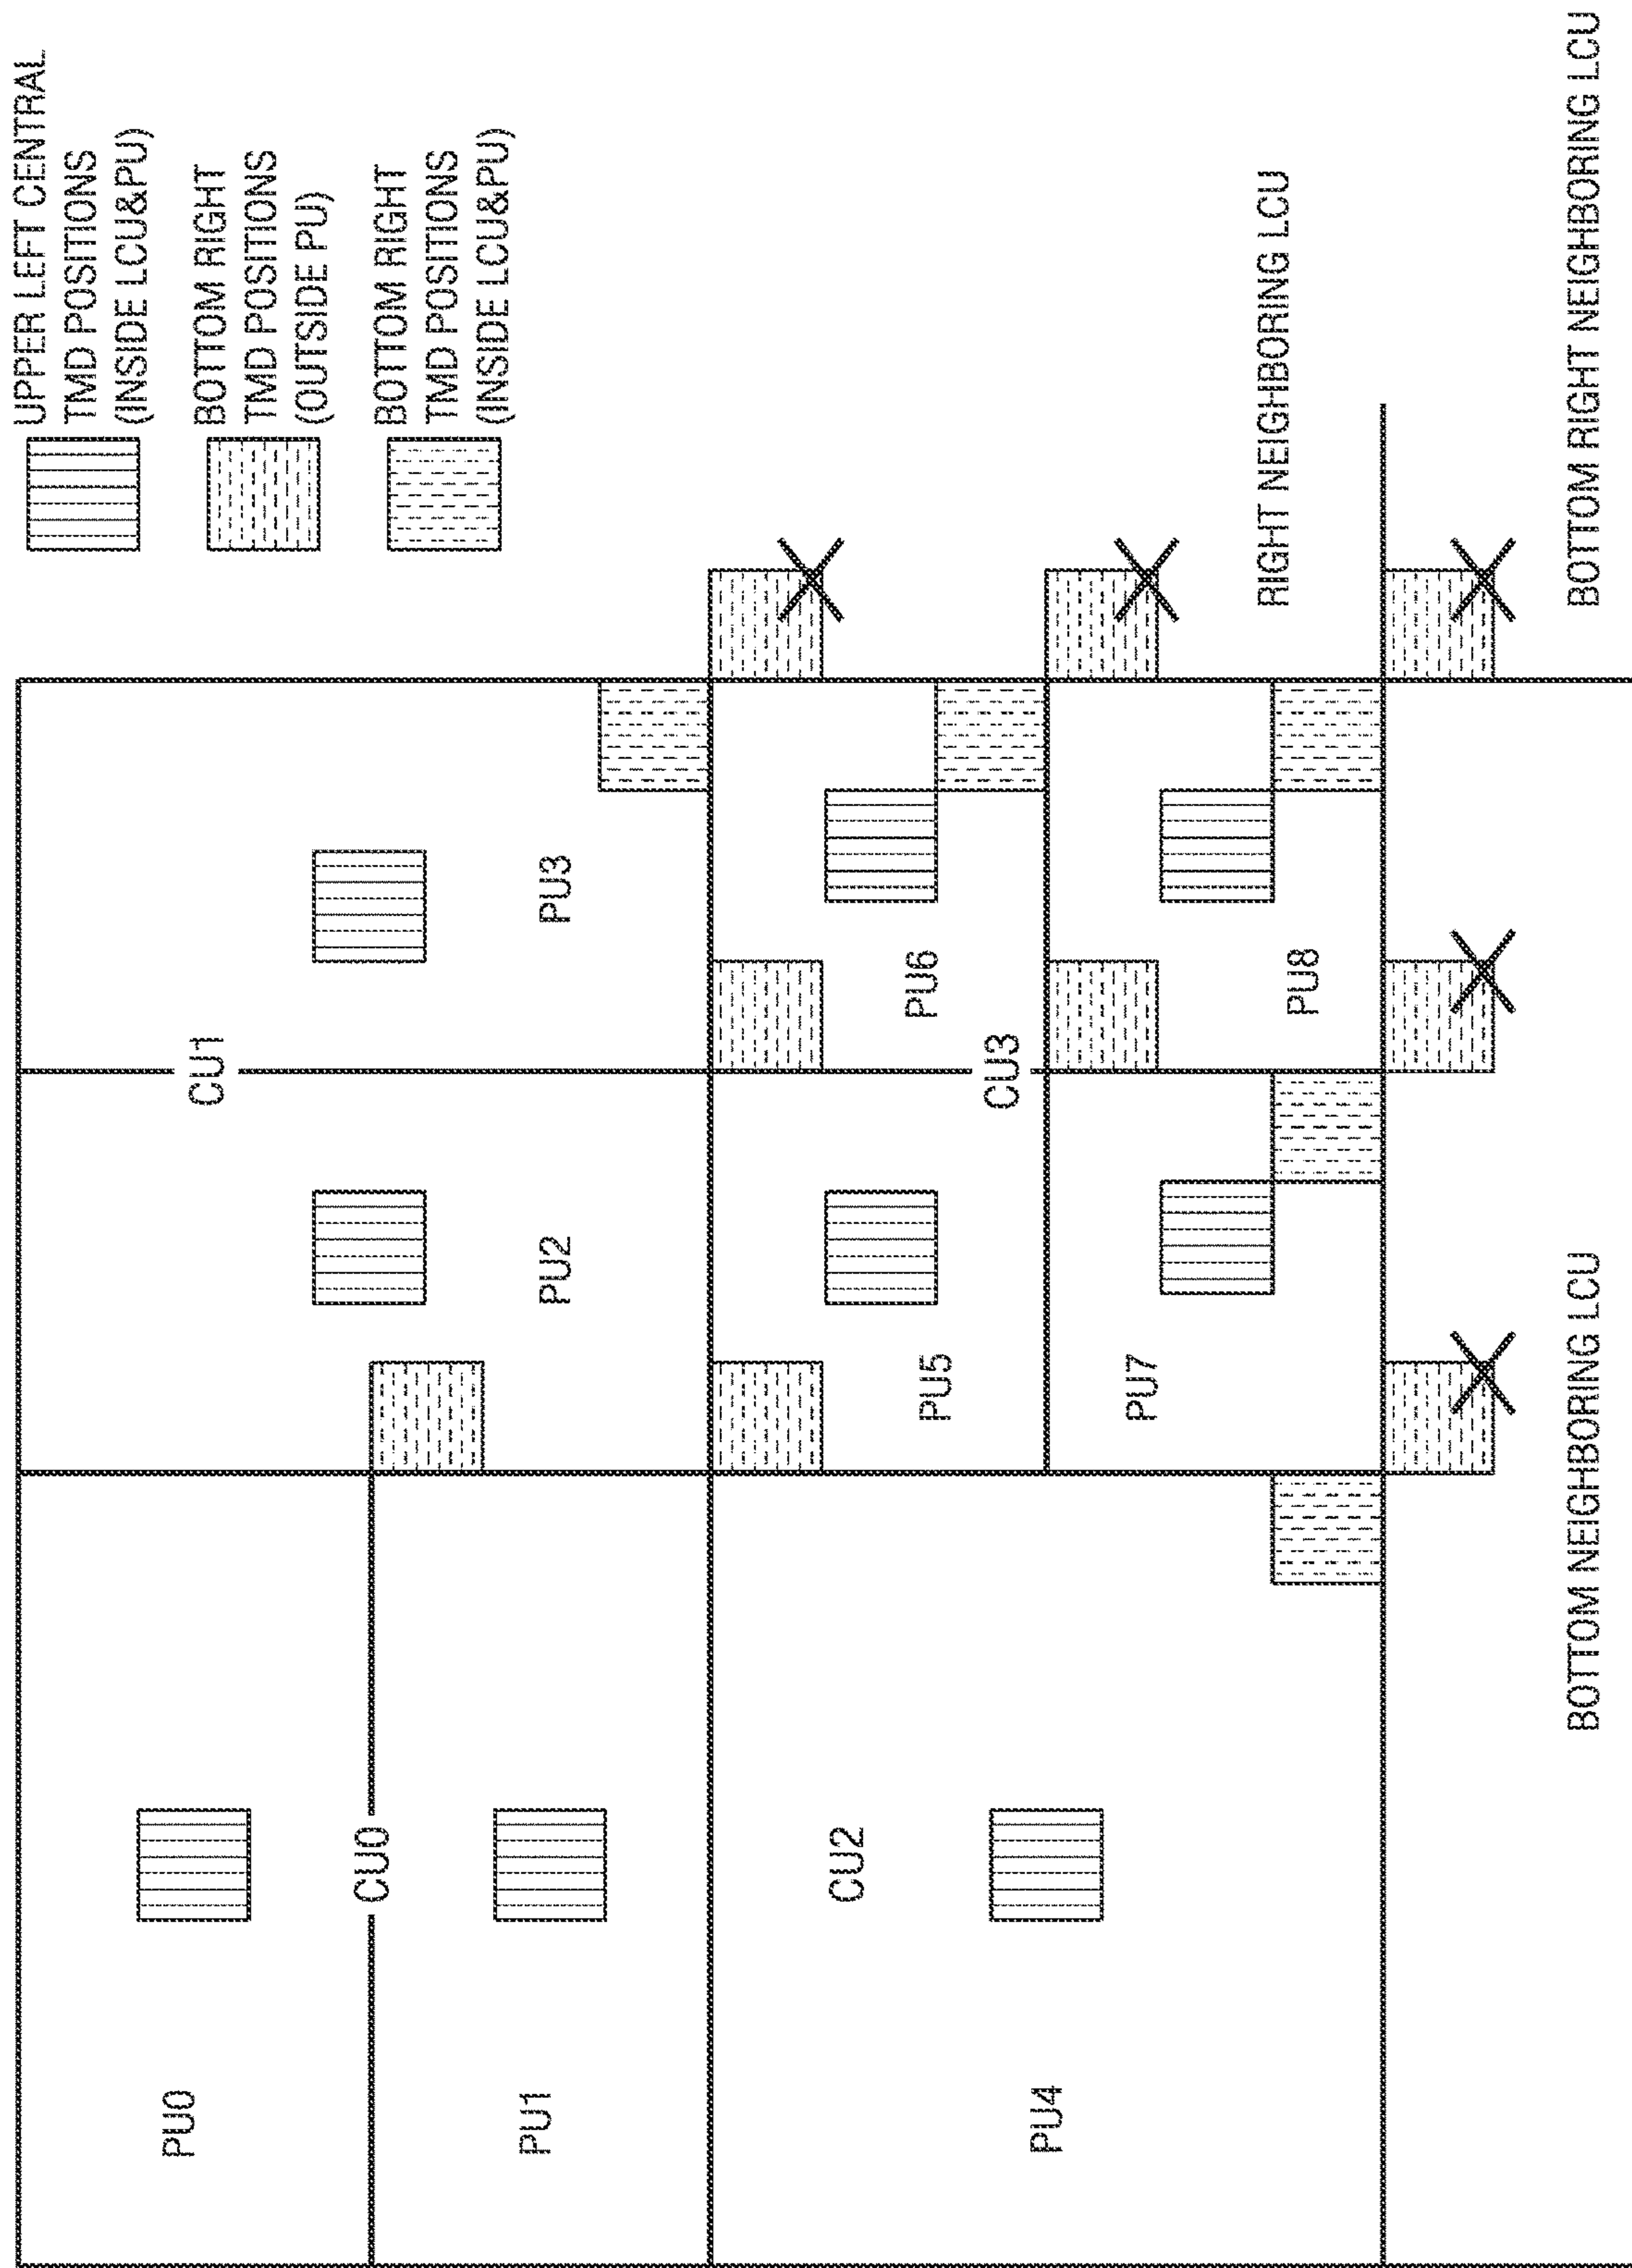 UPPER LEFT CENTRAL
TMD POSITIONS
(INSIDE LCU&PU)
BOTTOM RIGHT
TMD POSITIONS
(OUTSIDE PU)
BOTTOM RIGHT
TMD POSITIONS
(INSIDE LCU&PU)
PU0
CU0
PU1
CU1
PU2
PU3
CU2
PU4
PU5
PU6
CU3
PU7
PU8
RIGHT NEIGHBORING LCU
BOTTOM NEIGHBORING LCU
BOTTOM RIGHT NEIGHBORING LCU